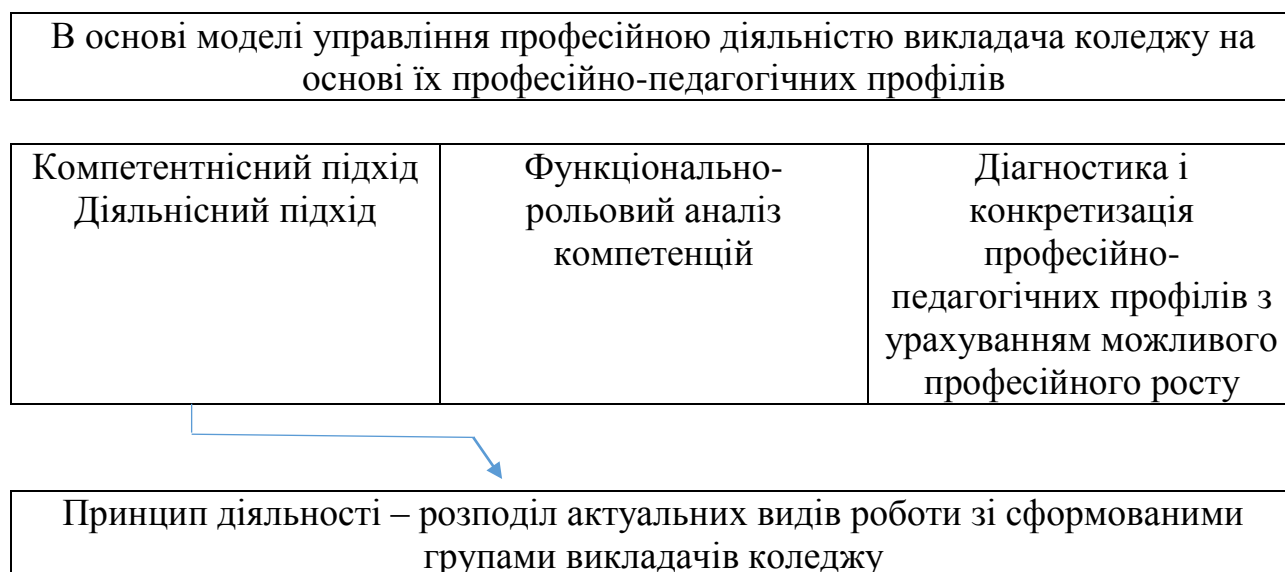 В основі моделі управління професійною діяльністю викладача коледжу на
основі їх професійно-педагогічних профілів
Компетентнісний підхід
Діяльнісний підхід
Функціонально-
рольовий аналіз
компетенцій
Діагностика і
конкретизація
професійно-
педагогічних профілів з
урахуванням можливого
професійного росту
Принцип діяльності – розподіл актуальних видів роботи зі сформованими
групами викладачів коледжу